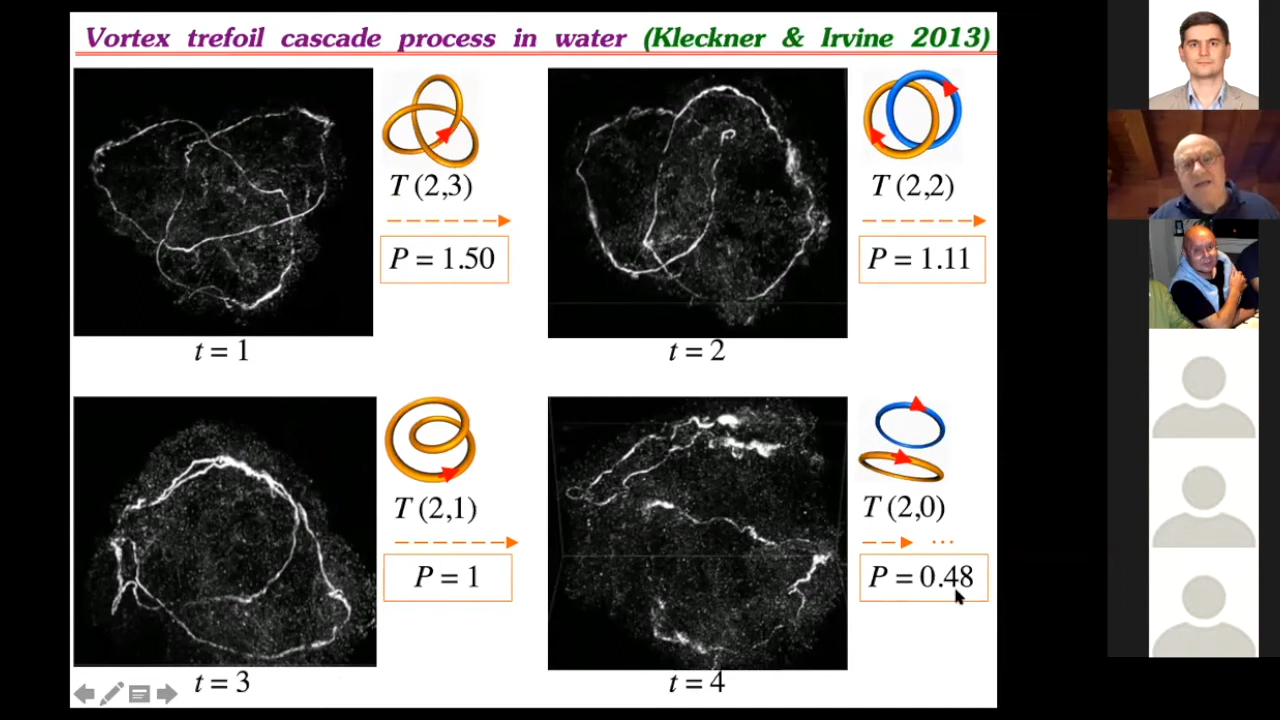 Vortex trefoil cascade process in water (Kleckner & Irvine 2013)
T (2,3)
P = 1.50
t = 1
T (2,2)
P = 1.11
t = 2
T (2,1)
P = 1
t = 3
T (2,0)
...
P = 0.48
t = 4